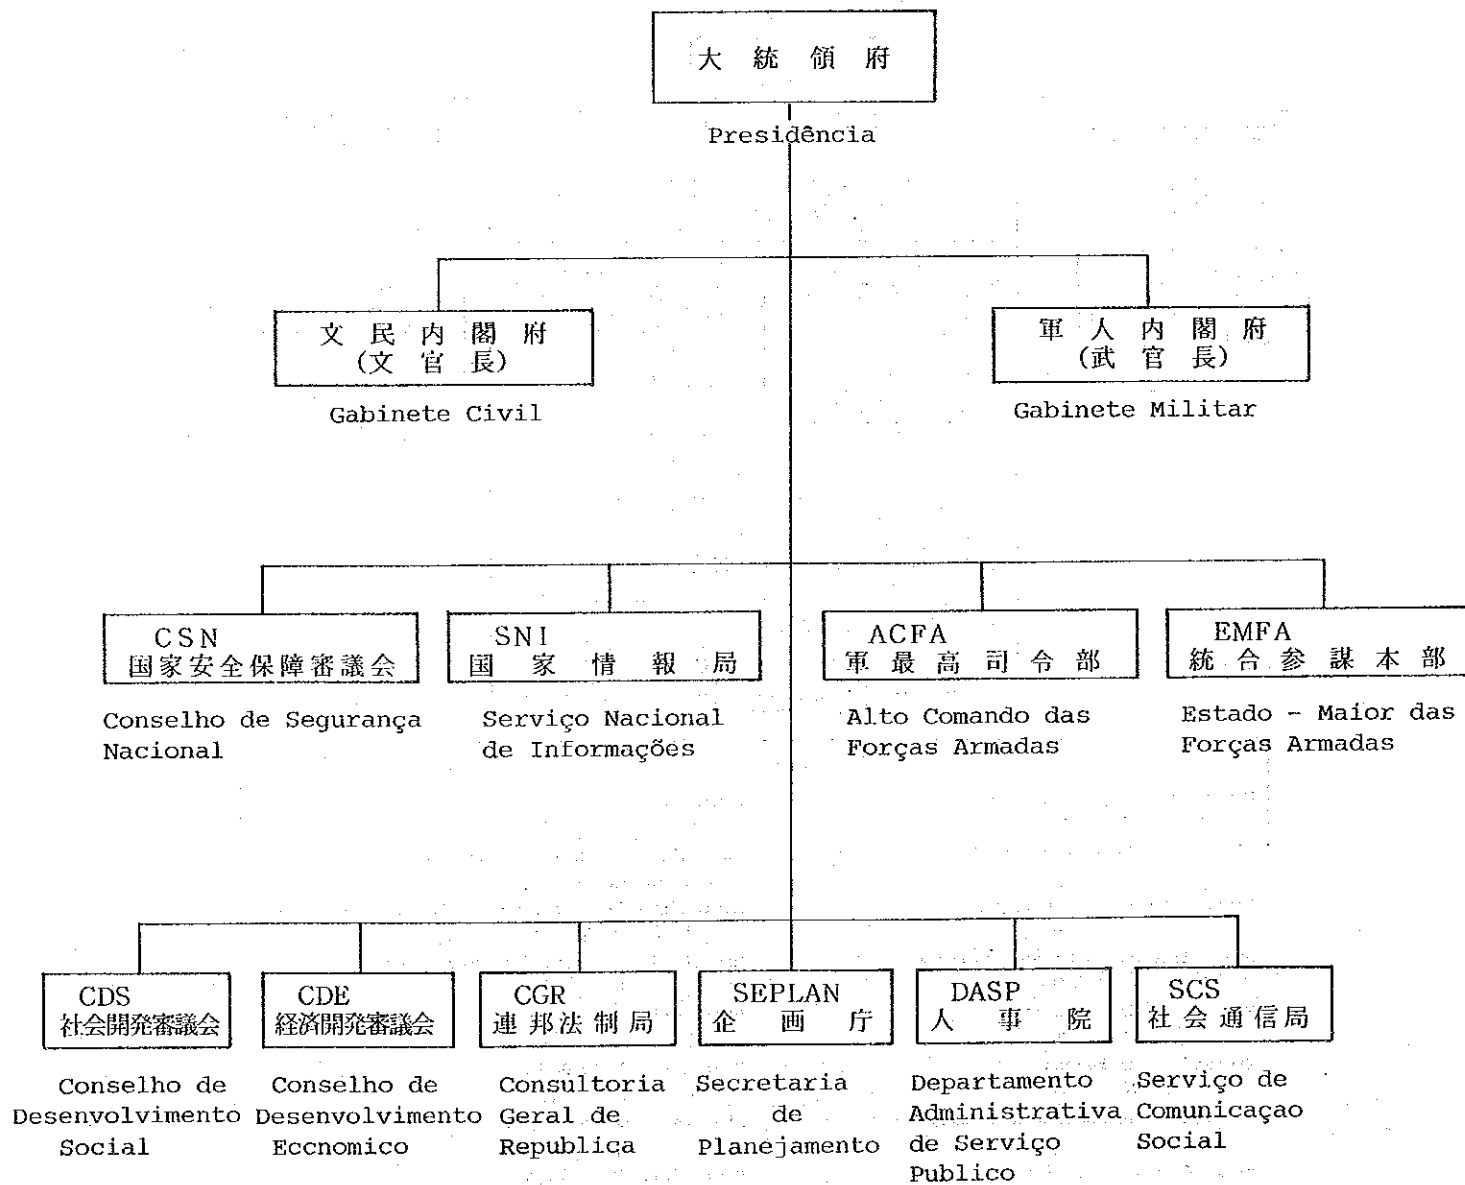 大統領府
Presidência
文民内閣府
(文官長)
Gabinete Civil
軍人内閣府
(武官長)
Gabinete Militar
CSN
国家安全保障審議会
Conselho de Segurança
Nacional
SNI
国家情報局
Serviço Nacional
de Informações
ACFA
軍最高司令部
Alto Comando das
Forças Armadas
EMFA
統合参謀本部
Estado - Maior das
Forças Armadas
CDS
社会開発審議会
Conselho de
Desenvolvimento
Social
CDE
経済開発審議会
Conselho de
Desenvolvimento
Eccnomico
CGR
連邦法制局
Consultoria
Geral de
Republica
SEPLAN
企画庁
Secretaria
de
Planejamento
DASP
人事院
Departamento
Administrativa
de Serviço
Publico
SCS
社会通信局
Serviço de
Comunicaçao
Social